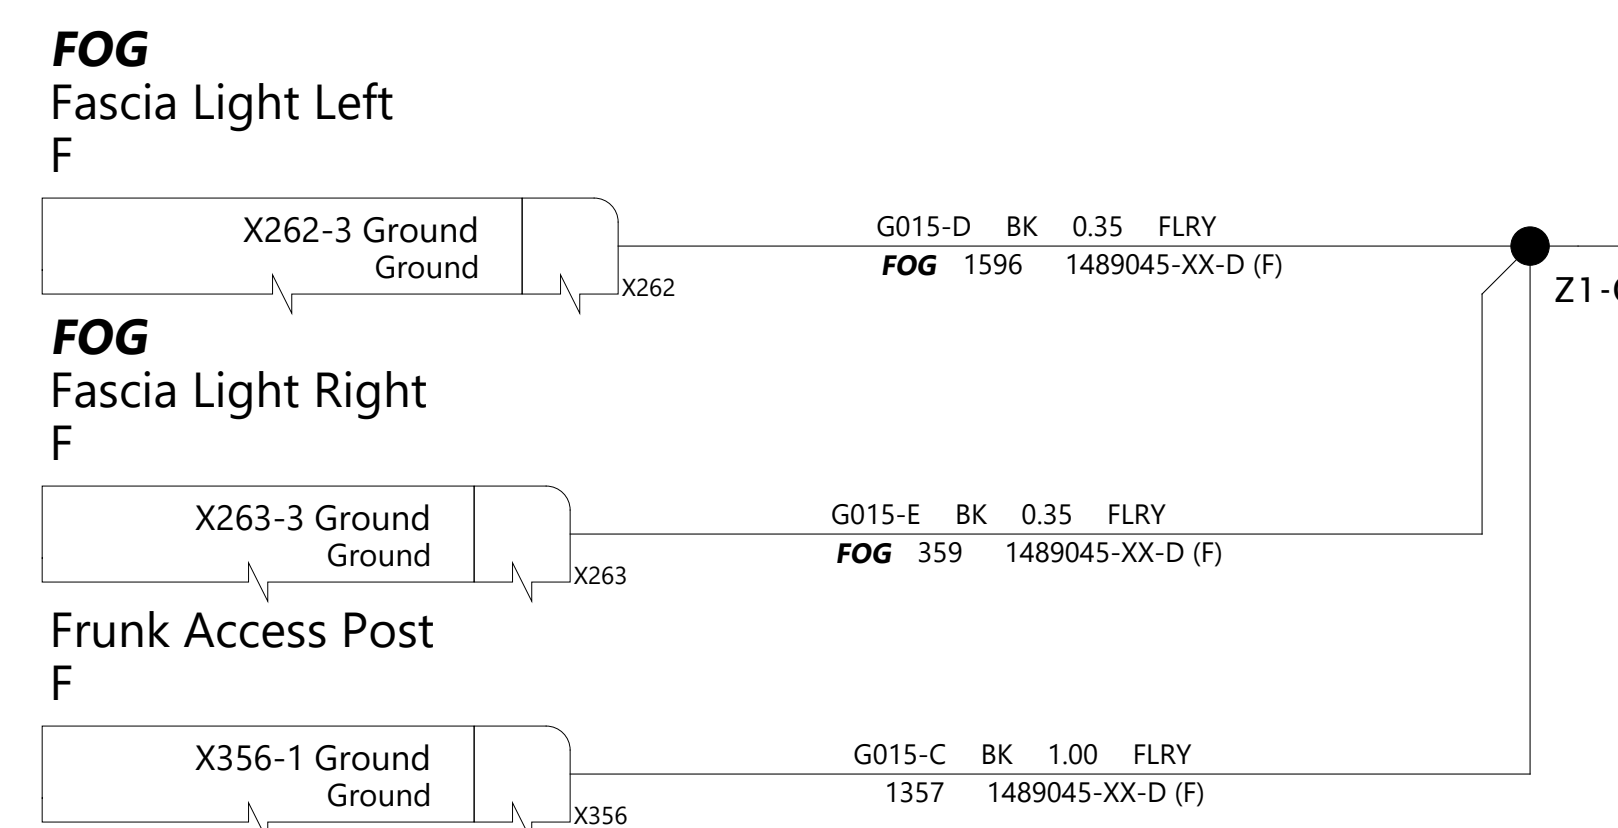 FOG
Fascia Light Left
F
X262-3 Ground
Ground
X262
G015-D BK 0.35 FLRY
FOG 1596 1489045-XX-D (F)
Z1-
FOG
Fascia Light Right
F
X263-3 Ground
Ground
X263
G015-E BK 0.35 FLRY
FOG 359 1489045-XX-D (F)
Frunk Access Post
F
X356-1 Ground
Ground
X356
G015-C BK 1.00 FLRY
1357 1489045-XX-D (F)